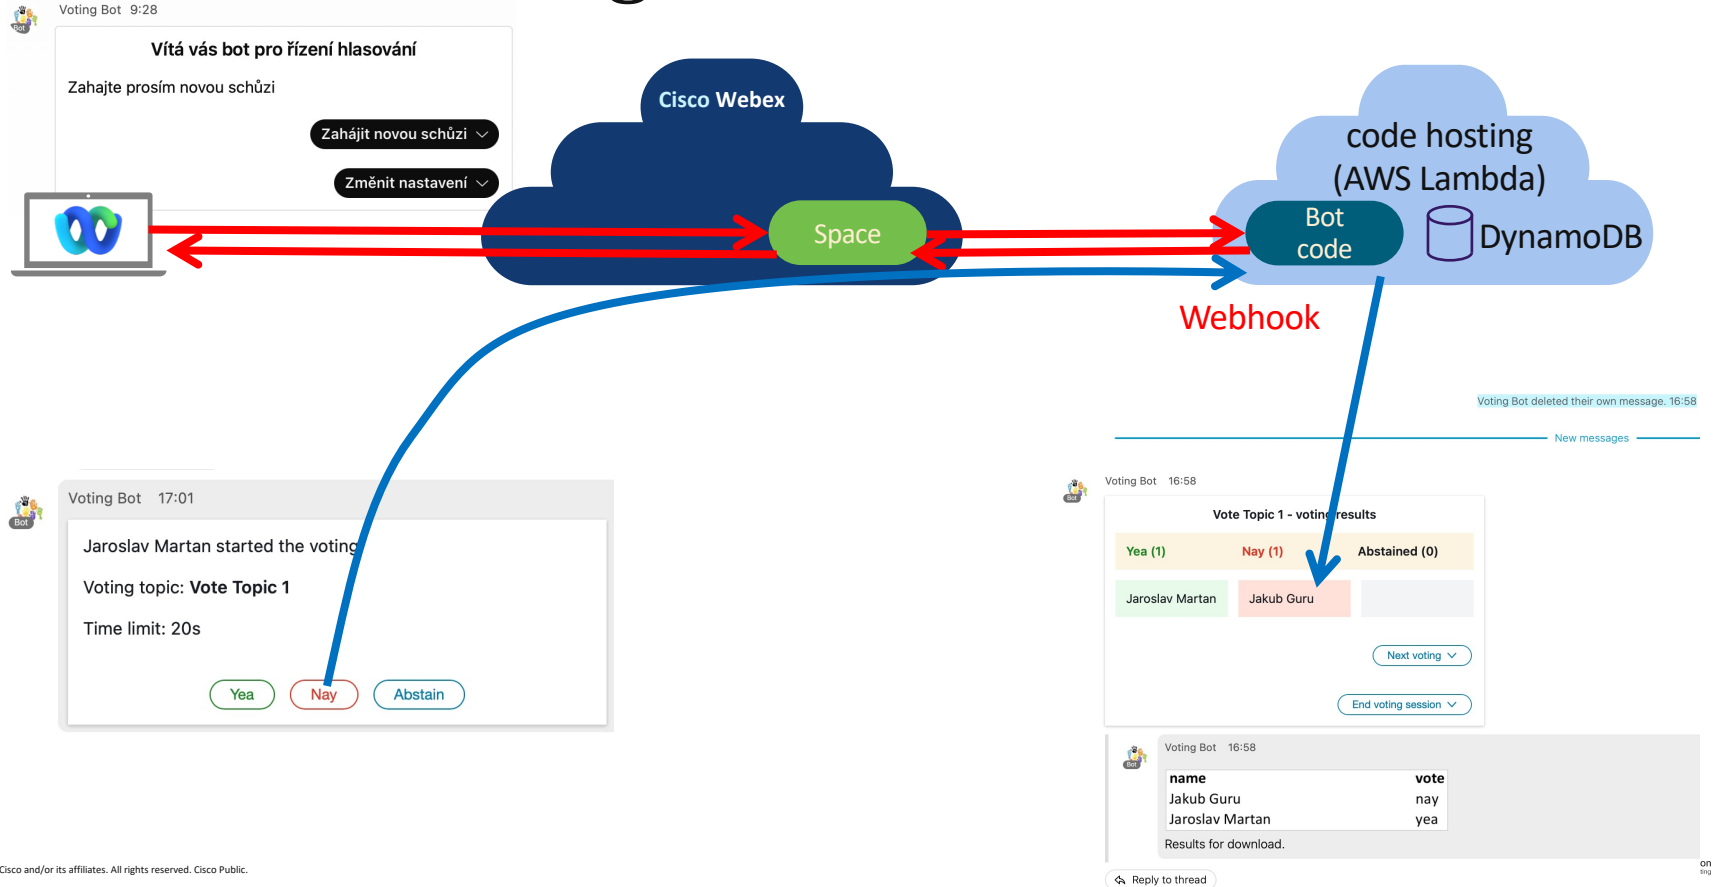 Voting Bot 9:28
Bot
Vítá vás bot pro řízení hlasování
Zahajte prosím novou schůzi
Zahájit novou schůzi
Změnit nastavení
Cisco Webex
Space
code hosting
(AWS Lambda)
Bot
code
DynamoDB
Webhook
Voting Bot deleted their own message. 16:58
New messages
Voting Bot 17:01
Bot
Jaroslav Martan started the voting
Voting topic: Vote Topic 1
Time limit: 20s
Yea
Nay
Abstain
Voting Bot 16:58
Bot
Vote Topic 1 - voting results
Yea (1) Nay (1) Abstained (0)
Jaroslav Martan Jakub Guru
Next voting
End voting session
Voting Bot 16:58
Bot
name vote
Jakub Guru nay
Jaroslav Martan yea
Results for download.
Reply to thread
Cisco and/or its affiliates. All rights reserved. Cisco Public.